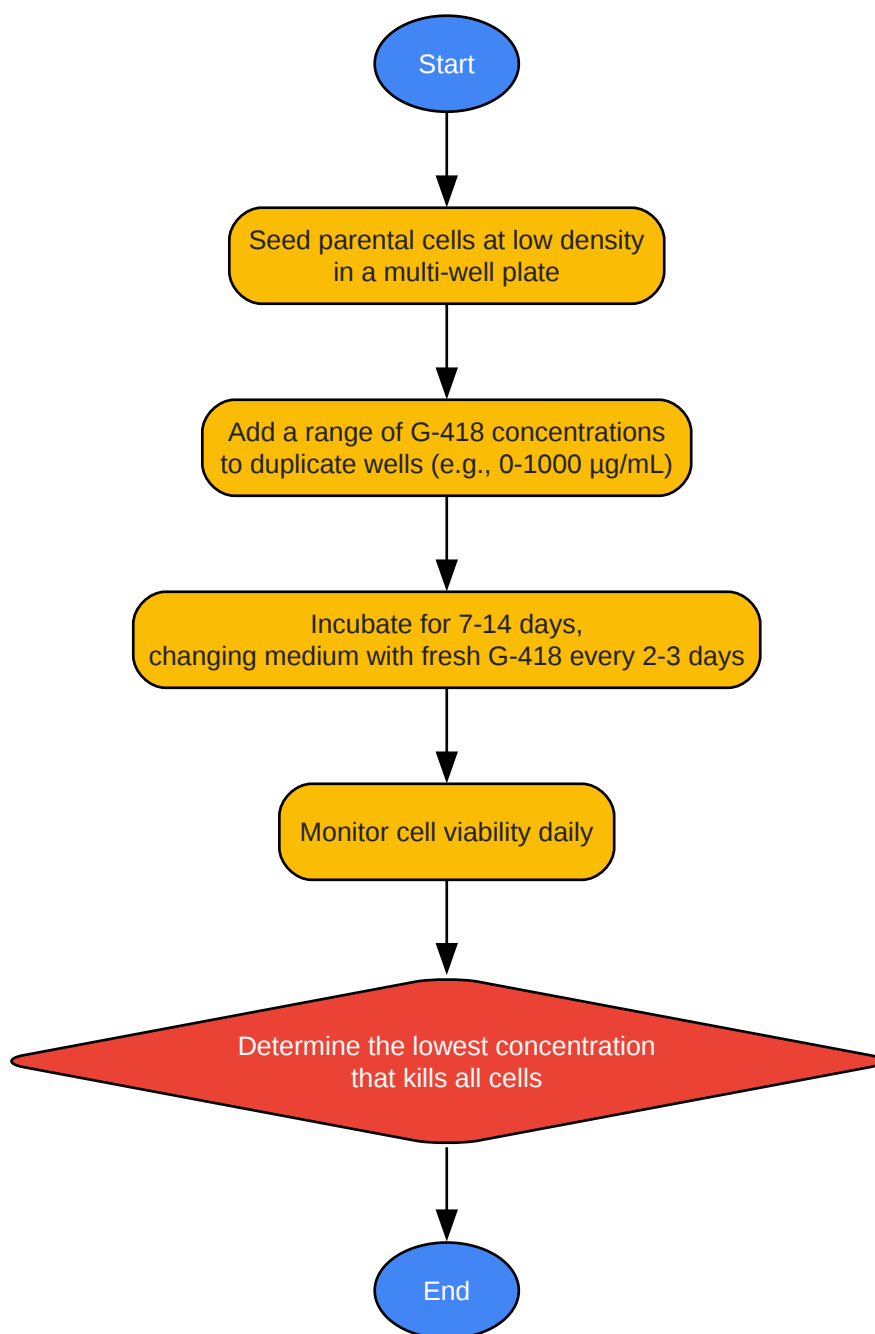 Start
Seed parental cells at low density
in a multi-well plate
Add a range of G-418 concentrations
to duplicate wells (e.g., 0-1000 µg/mL)
Incubate for 7-14 days,
changing medium with fresh G-418 every 2-3 days
Monitor cell viability daily
Determine the lowest concentration
that kills all cells
End